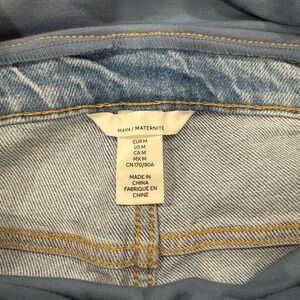 MAMA / MATERNITE
EUR M
US M
CA M
MX M
CN 170/80A
MADE IN
CHINA
FABRIQUÉ EN
CHINE